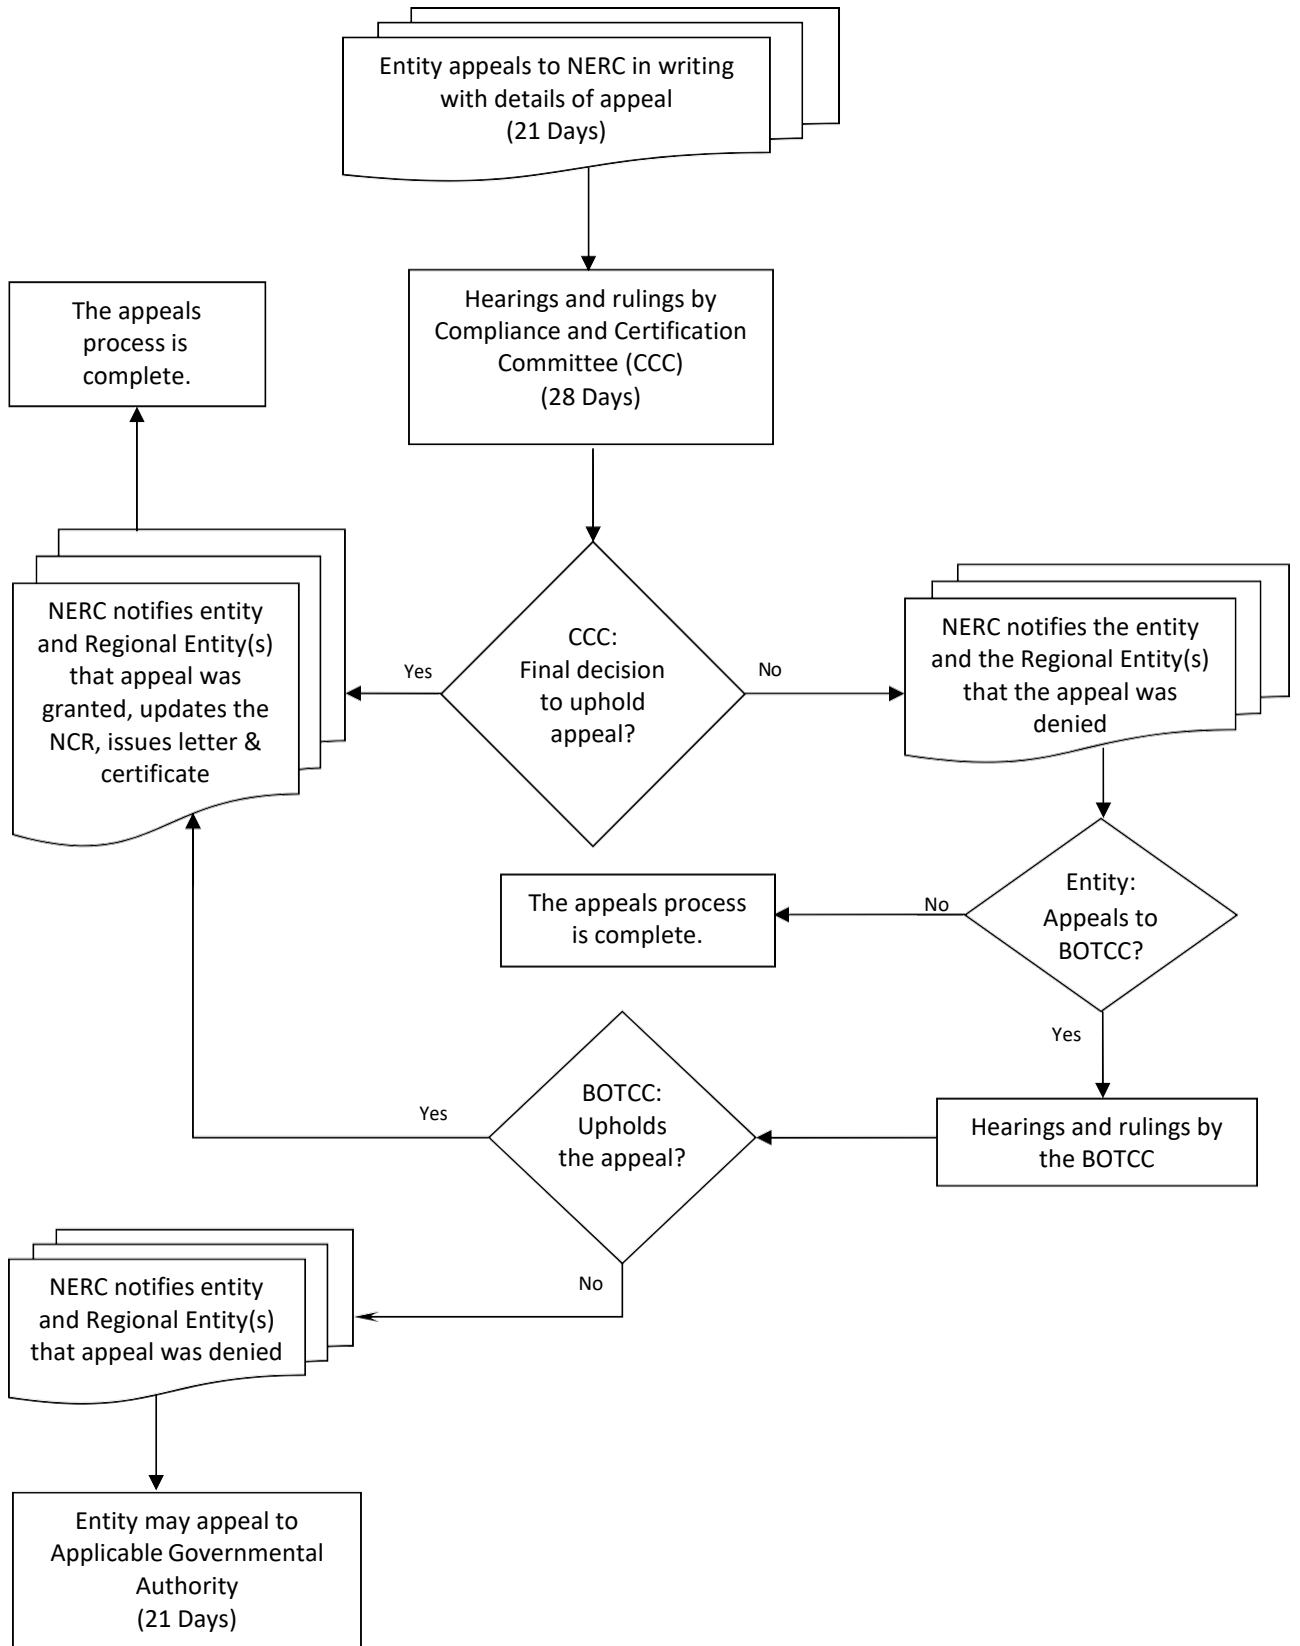 Entity appeals to NERC in writing
with details of appeal
(21 Days)
Hearings and rulings by
Compliance and Certification
Committee (CCC)
(28 Days)
The appeals
process is
complete.
CCC:
Final decision
to uphold
appeal?
Yes
No
NERC notifies entity
and Regional Entity(s)
that appeal was
granted, updates the
NCR, issues letter &
certificate
NERC notifies the entity
and the Regional Entity(s)
that the appeal was
denied
Entity:
Appeals to
BOTCC?
No
The appeals process
is complete.
Yes
Hearings and rulings by
the BOTCC
BOTCC:
Upholds
the appeal?
Yes
No
NERC notifies entity
and Regional Entity(s)
that appeal was denied
Entity may appeal to
Applicable Governmental
Authority
(21 Days)